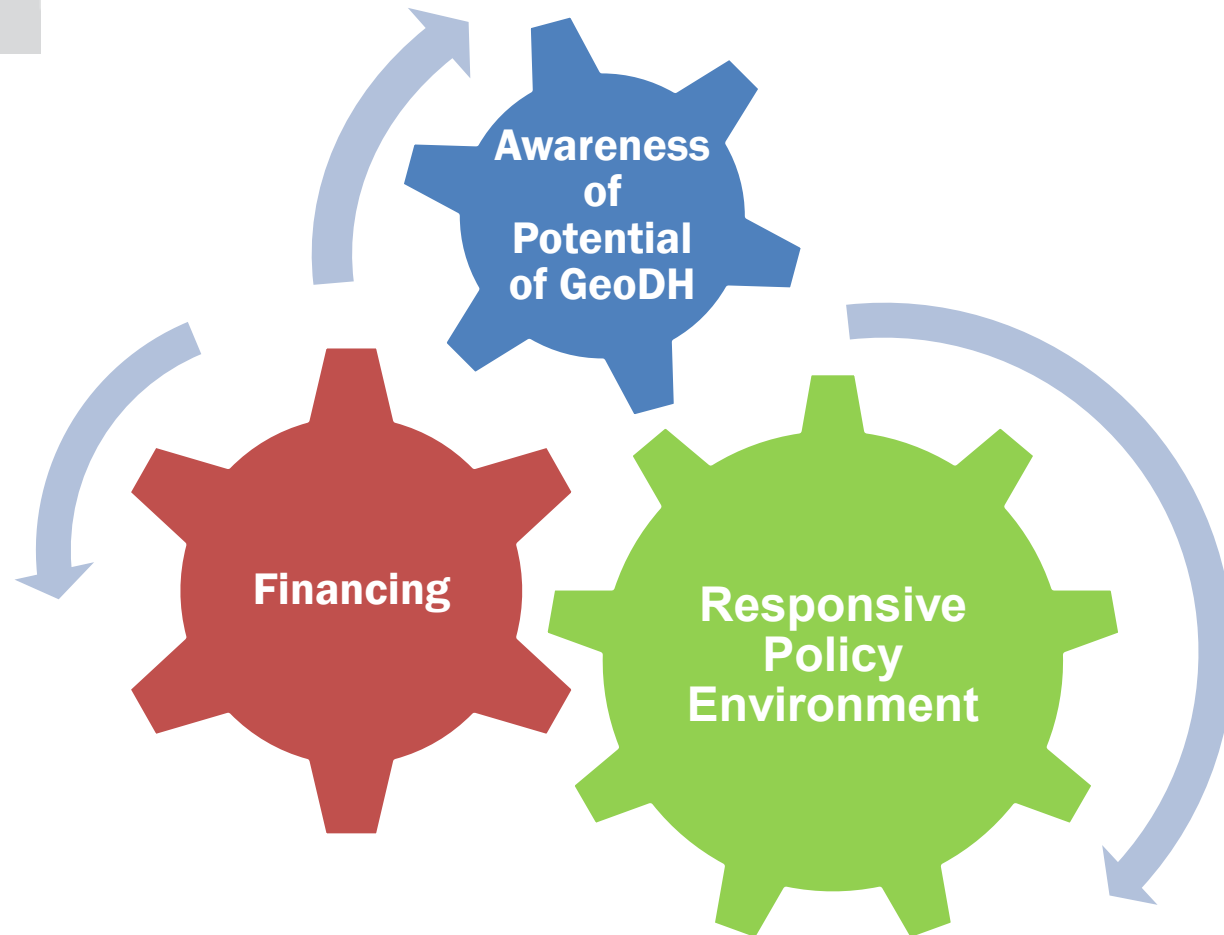 Awareness
of
Potential
of GeoDH
Financing
Responsive
Policy
Environment